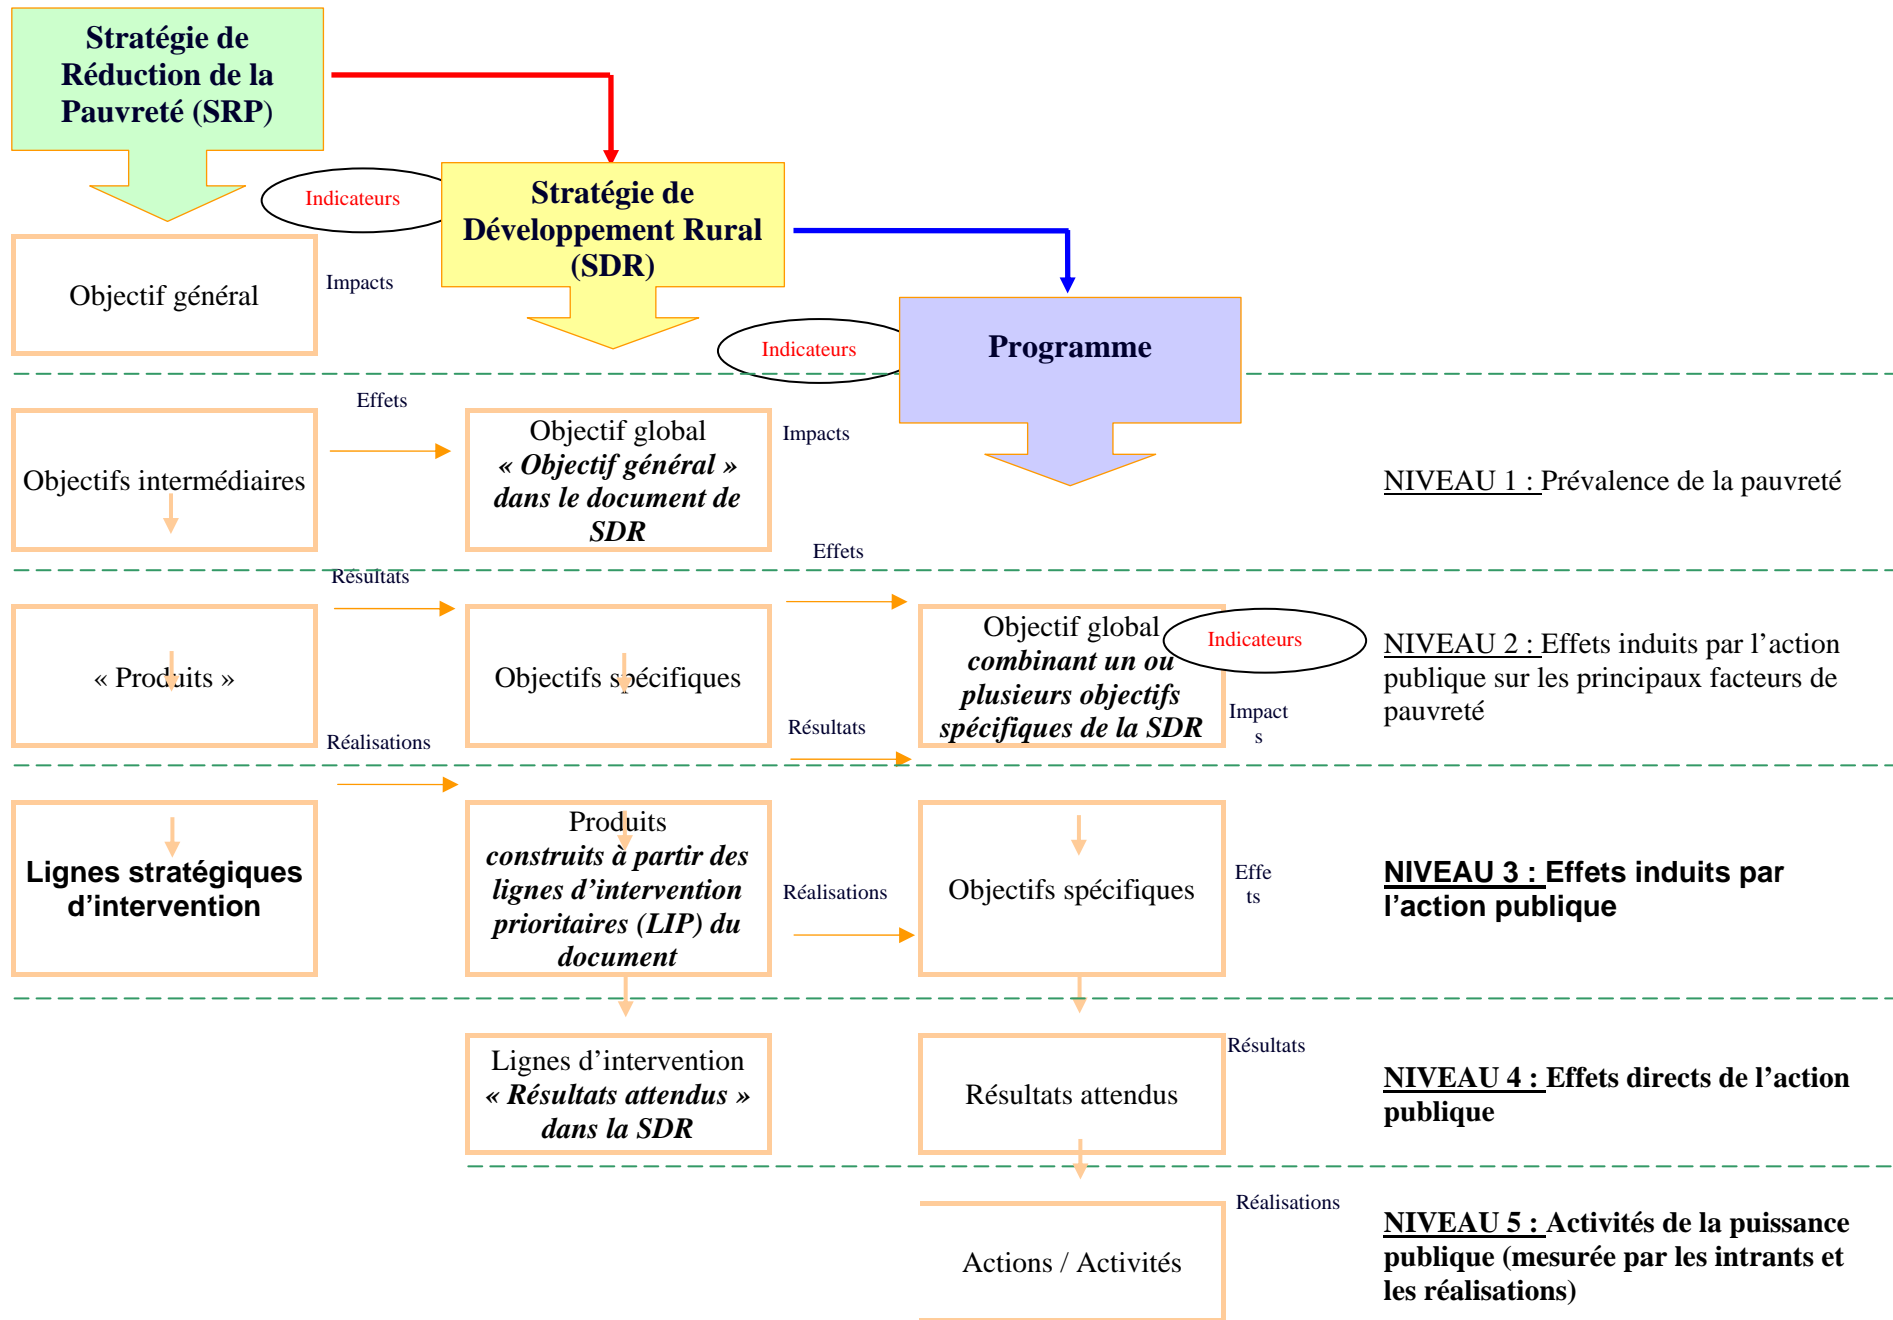 Stratégie de
Réduction de la
Pauvreté (SRP)
Indicateurs
Stratégie de
Développement Rural
(SDR)
Objectif général
Impacts
Indicateurs
Programme
Effets
Objectifs intermédiaires
Objectif global
« Objectif général »
dans le document de
SDR
Impacts
NIVEAU 1 : Prévalence de la pauvreté
Effets
Résultats
« Produits »
Objectifs spécifiques
Objectif global
combinant un ou
plusieurs objectifs
spécifiques de la SDR
Indicateurs
NIVEAU 2 : Effets induits par l’action
publique sur les principaux facteurs de
pauvreté
Impact
s
Réalisations
Résultats
Lignes stratégiques
d’intervention
Produits
construits à partir des
lignes d’intervention
prioritaires (LIP) du
document
Réalisations
Objectifs spécifiques
Effe
ts
NIVEAU 3 : Effets induits par
l’action publique
Lignes d’intervention
« Résultats attendus »
dans la SDR
Résultats attendus
Résultats
NIVEAU 4 : Effets directs de l’action
publique
Actions / Activités
Réalisations
NIVEAU 5 : Activités de la puissance
publique (mesurée par les intrants et
les réalisations)